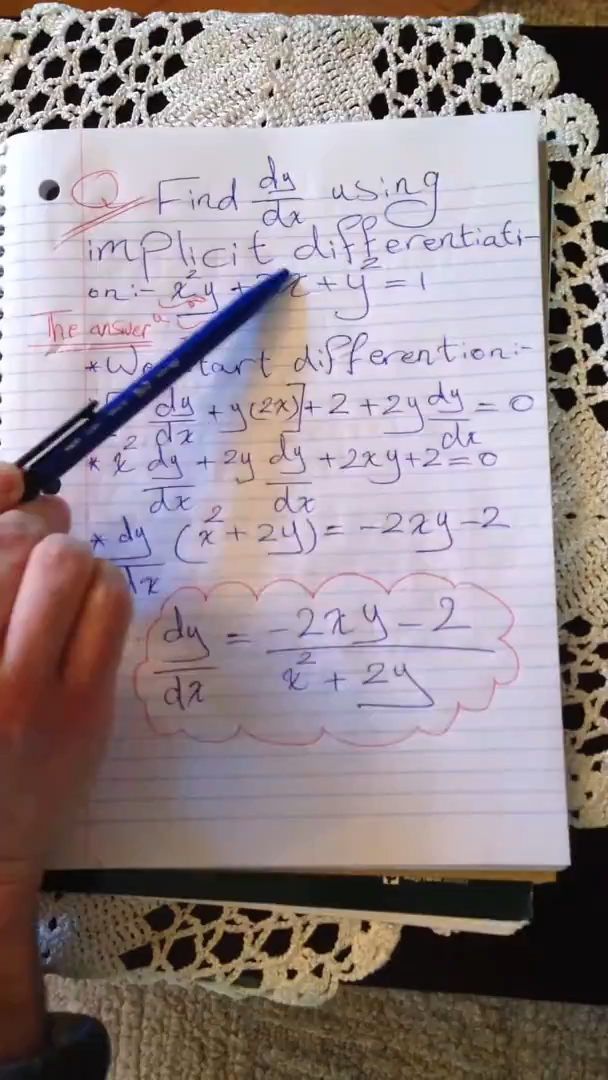 Q Find dy/dx using
implicit differentiati-
on:- x²y + x + y² = 1
The answer
* start differention:-
dy/dx + y(2x)] + 2 + 2y dy/dx = 0
* x² dy/dx + 2y dy/dx + 2xy + 2 = 0
* dy/dx (x² + 2y) = -2xy - 2
dy/dx = -2xy - 2 / x² + 2y